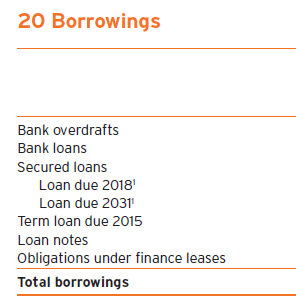 20 Borrowings
Bank overdrafts
Bank loans
Secured loans
Loan due 2018¹
Loan due 2031¹
Term loan due 2015
Loan notes
Obligations under finance leases
Total borrowings